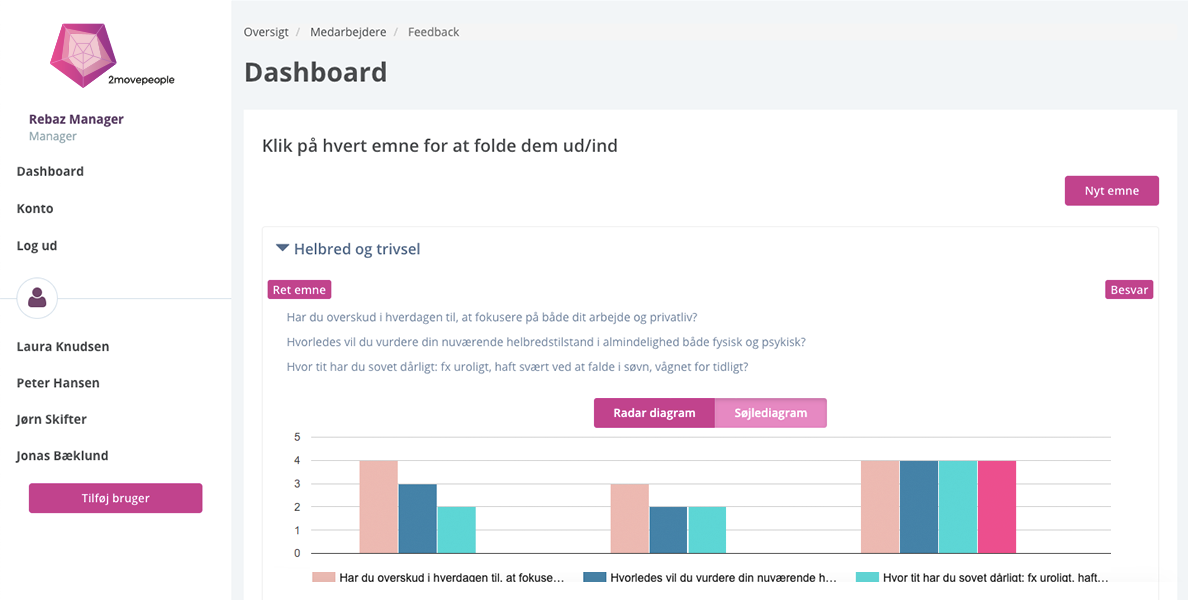 2movepeople
Rebaz Manager
Manager
Dashboard
Konto
Log ud
Laura Knudsen
Peter Hansen
Jørn Skifter
Jonas Bæklund
Tilføj bruger
Oversigt / Medarbejdere / Feedback
Dashboard
Klik på hvert emne for at folde dem ud/ind
Nyt emne
Helbred og trivsel
Ret emne
Besvar
Har du overskud i hverdagen til, at fokusere på både dit arbejde og privatliv?
Hvorledes vil du vurdere din nuværende helbredstilstand i almindelighed både fysisk og psykisk?
Hvor tit har du sovet dårligt: fx uroligt, haft svært ved at falde i søvn, vågnet for tidligt?
Radar diagram
Søjlediagram
5
4
3
2
1
0
Har du overskud i hverdagen til, at fokuse...
Hvorledes vil du vurdere din nuværende h...
Hvor tit har du sovet dårligt: fx uroligt, haft...